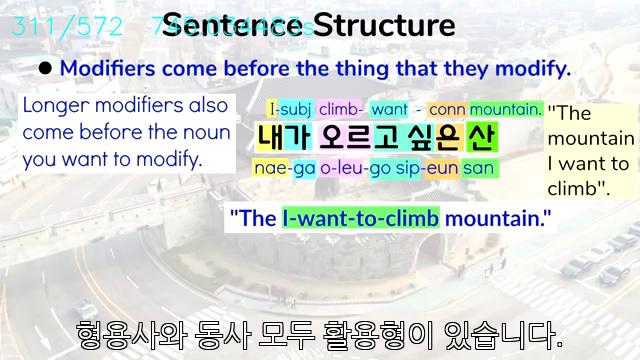 311/572
Sentence Structure
● Modifiers come before the thing that they modify.
Longer modifiers also
come before the noun
you want to modify.
I-subj climb- want - conn mountain.
내가 오르고 싶은 산
nae-ga o-leu-go sip-eun san
"The
mountain
I want to
climb".
"The I-want-to-climb mountain."
형용사와 동사 모두 활용형이 있습니다.